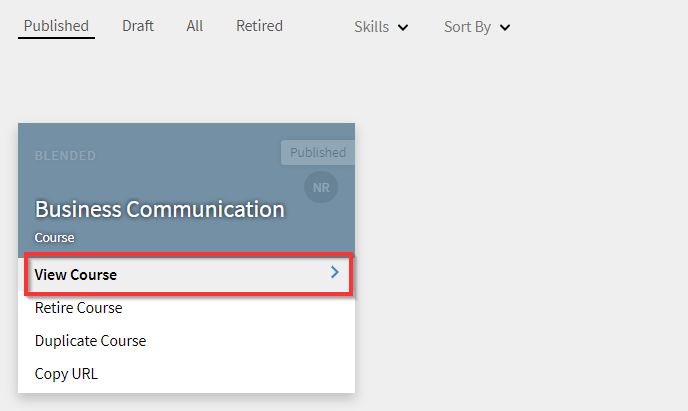 Published Draft All Retired Skills Sort By
BLENDED
Published
NR
Business Communication
Course
View Course
Retire Course
Duplicate Course
Copy URL